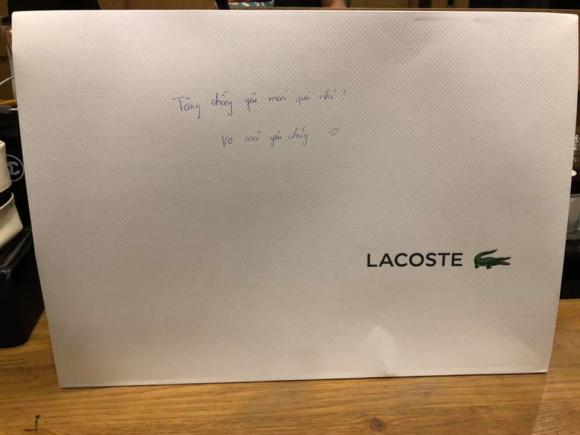 Tặng chồng yêu món quà nhỏ!
Vợ mãi yêu chồng ♡
LACOSTE